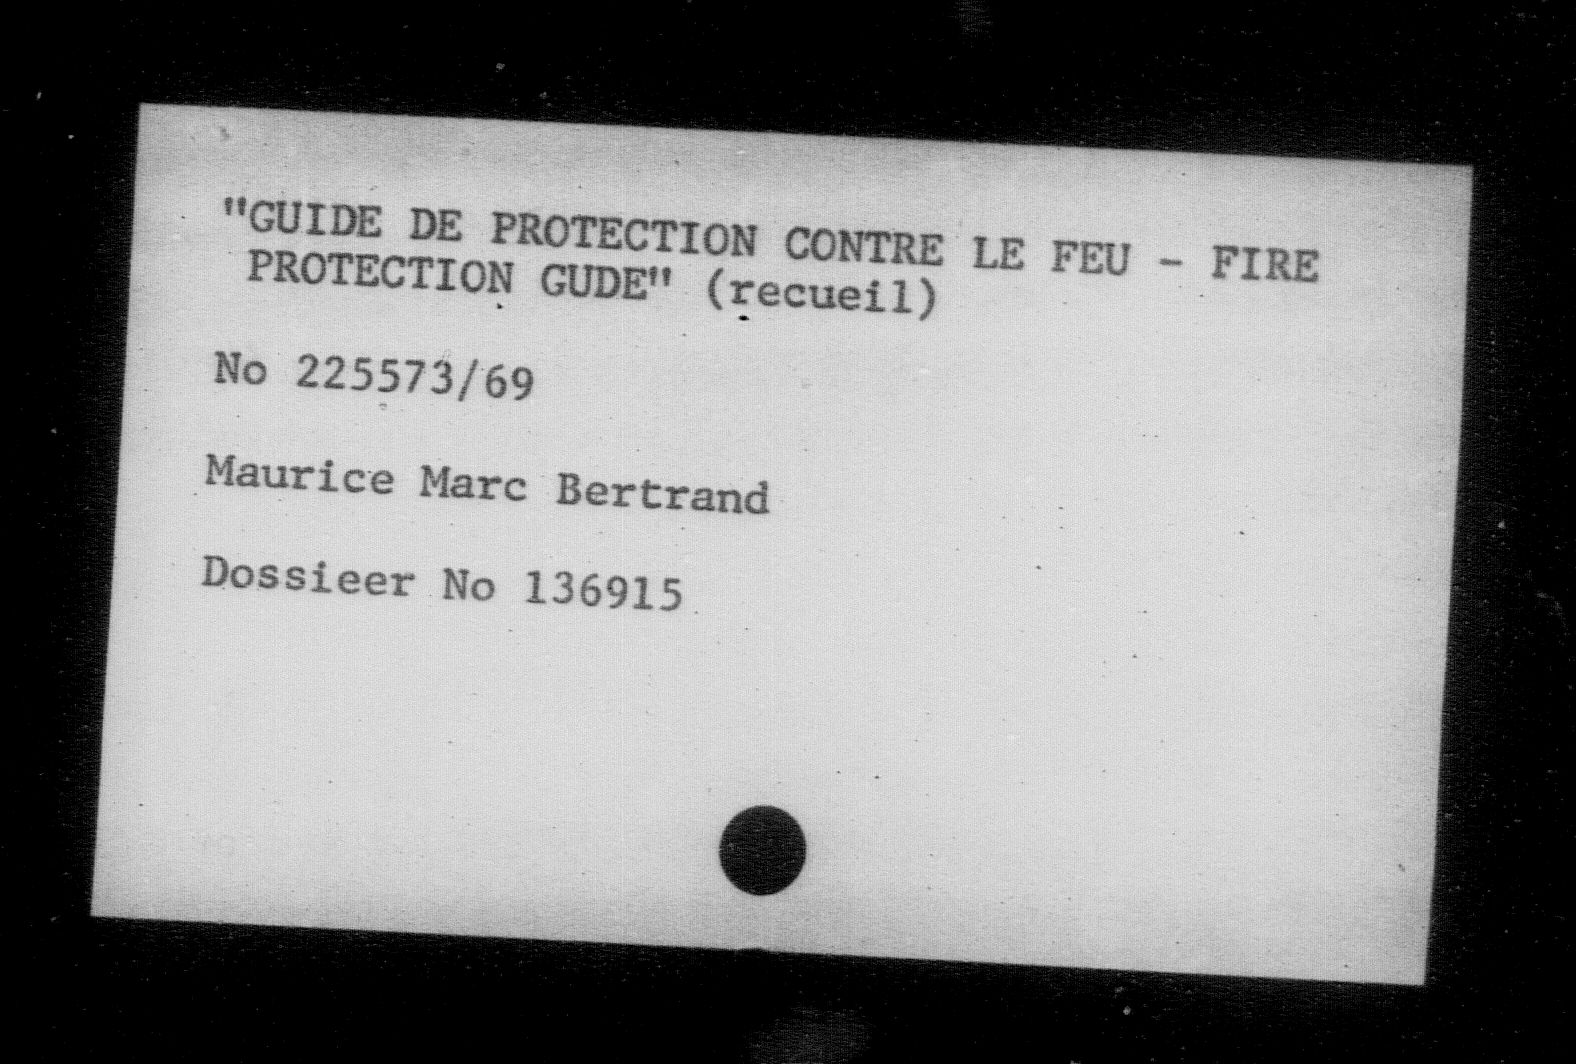 "GUIDE DE PROTECTION CONTRE LE FEU - FIRE
PROTECTION GUDE" (recueil)
No 225573/69
Maurice Marc Bertrand
Dossieer No 136915